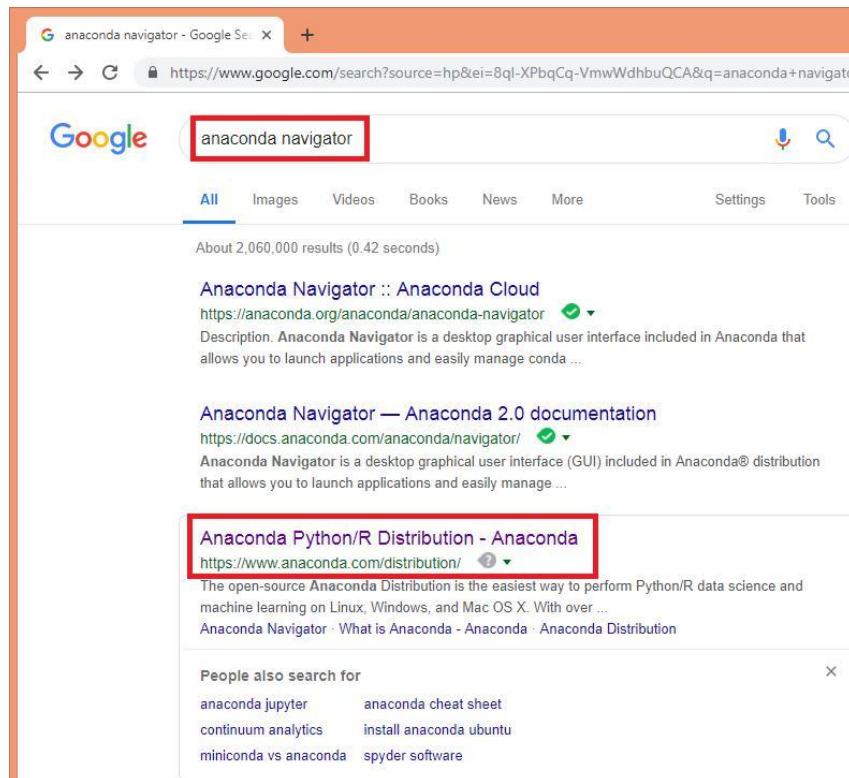 anaconda navigator - Google Se
https://www.google.com/search?source=hp&ei=8qI-XPbqCq-VmwWdhbuQCA&q=anaconda+navigato
Google
anaconda navigator
All Images Videos Books News More Settings Tools
About 2,060,000 results (0.42 seconds)
Anaconda Navigator :: Anaconda Cloud
https://anaconda.org/anaconda/anaconda-navigator
Description. Anaconda Navigator is a desktop graphical user interface included in Anaconda that
allows you to launch applications and easily manage conda ...
Anaconda Navigator — Anaconda 2.0 documentation
https://docs.anaconda.com/anaconda/navigator/
Anaconda Navigator is a desktop graphical user interface (GUI) included in Anaconda® distribution
that allows you to launch applications and easily manage ...
Anaconda Python/R Distribution - Anaconda
https://www.anaconda.com/distribution/
The open-source Anaconda Distribution is the easiest way to perform Python/R data science and
machine learning on Linux, Windows, and Mac OS X. With over ...
Anaconda Navigator · What is Anaconda - Anaconda · Anaconda Distribution
People also search for
anaconda jupyter anaconda cheat sheet
continuum analytics install anaconda ubuntu
miniconda vs anaconda spyder software